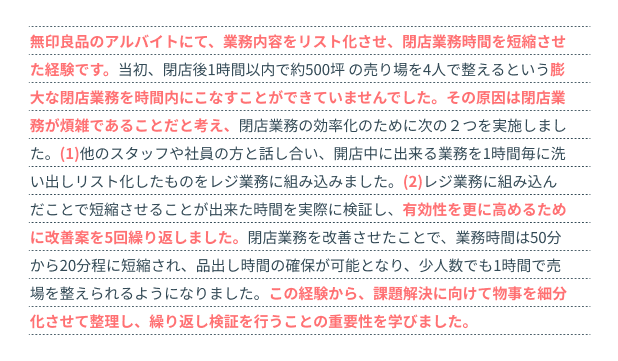 無印良品のアルバイトにて、業務内容をリスト化させ、閉店業務時間を短縮させ
た経験です。当初、閉店後1時間以内で約500坪 の売り場を4人で整えるという膨
大な閉店業務を時間内にこなすことができていませんでした。その原因は閉店業
務が煩雑であることだと考え、閉店業務の効率化のために次の２つを実施しまし
た。(1)他のスタッフや社員の方と話し合い、開店中に出来る業務を1時間毎に洗
い出しリスト化したものをレジ業務に組み込みました。(2)レジ業務に組み込ん
だことで短縮させることが出来た時間を実際に検証し、有効性を更に高めるため
に改善案を5回繰り返しました。閉店業務を改善させたことで、業務時間は50分
から20分程に短縮され、品出し時間の確保が可能となり、少人数でも1時間で売
場を整えられるようになりました。この経験から、課題解決に向けて物事を細分
化させて整理し、繰り返し検証を行うことの重要性を学びました。